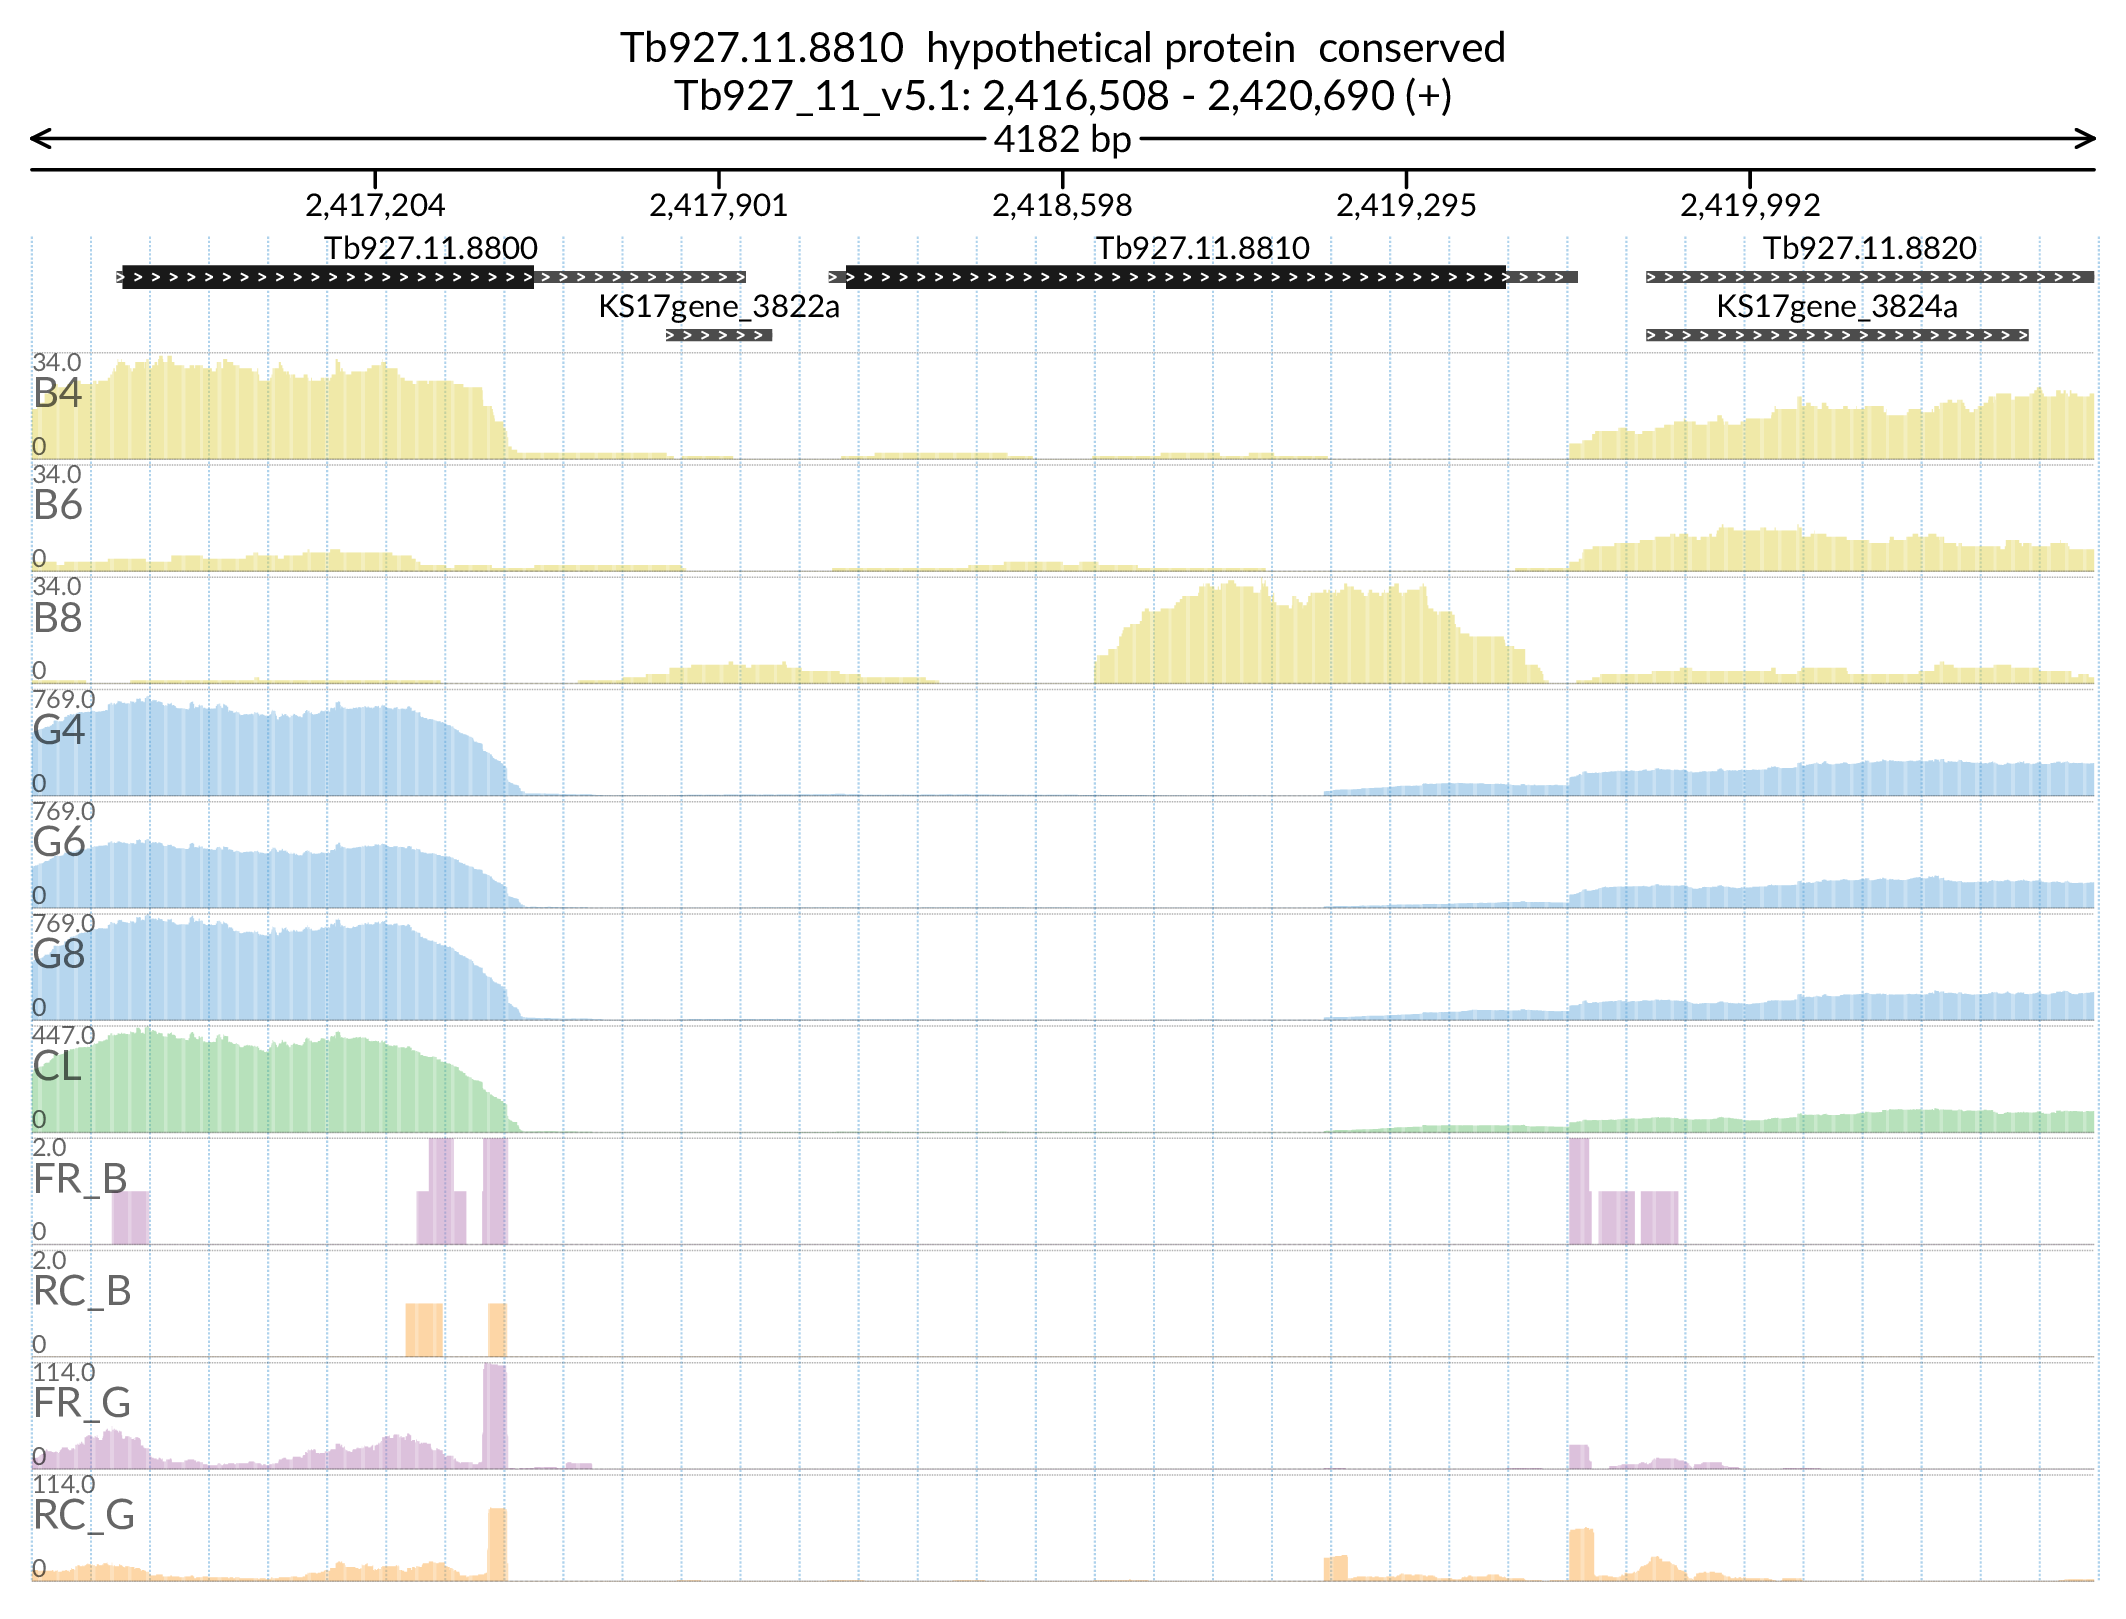 Tb927.11.8810 hypothetical protein conserved
Tb927_11_v5.1: 2,416,508 - 2,420,690 (+)
4182 bp
2,417,204 2,417,901 2,418,598 2,419,295 2,419,992
Tb927.11.8800 Tb927.11.8810 Tb927.11.8820
KS17gene_3822a KS17gene_3824a
34.0
B4
0
34.0
B6
0
34.0
B8
0
769.0
G4
0
769.0
G6
0
769.0
G8
0
447.0
CL
0
2.0
FR_B
0
2.0
RC_B
0
114.0
FR_G
0
114.0
RC_G
0